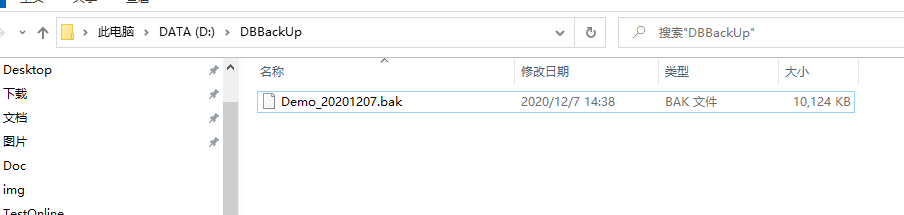 此电脑 DATA (D:) DBBackUp 搜索"DBBackUp"
Desktop
下载
文档
图片
Doc
img
TestOnline
名称 修改日期 类型 大小
Demo_20201207.bak 2020/12/7 14:38 BAK 文件 10,124 KB